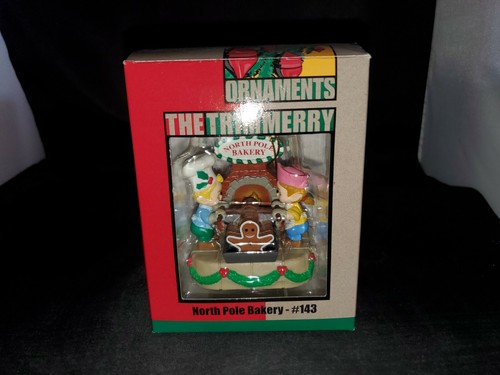 ORNAMENTS
THE TRIMMERRY
NORTH POLE
BAKERY
North Pole Bakery - #143